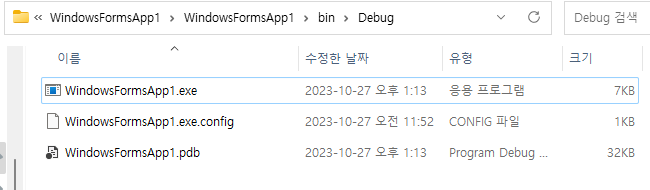 « WindowsFormsApp1 > WindowsFormsApp1 > bin > Debug
Debug 검색
이름 수정한 날짜 유형 크기
WindowsFormsApp1.exe 2023-10-27 오후 1:13 응용 프로그램 7KB
WindowsFormsApp1.exe.config 2023-10-27 오전 11:52 CONFIG 파일 1KB
WindowsFormsApp1.pdb 2023-10-27 오후 1:13 Program Debug ... 32KB